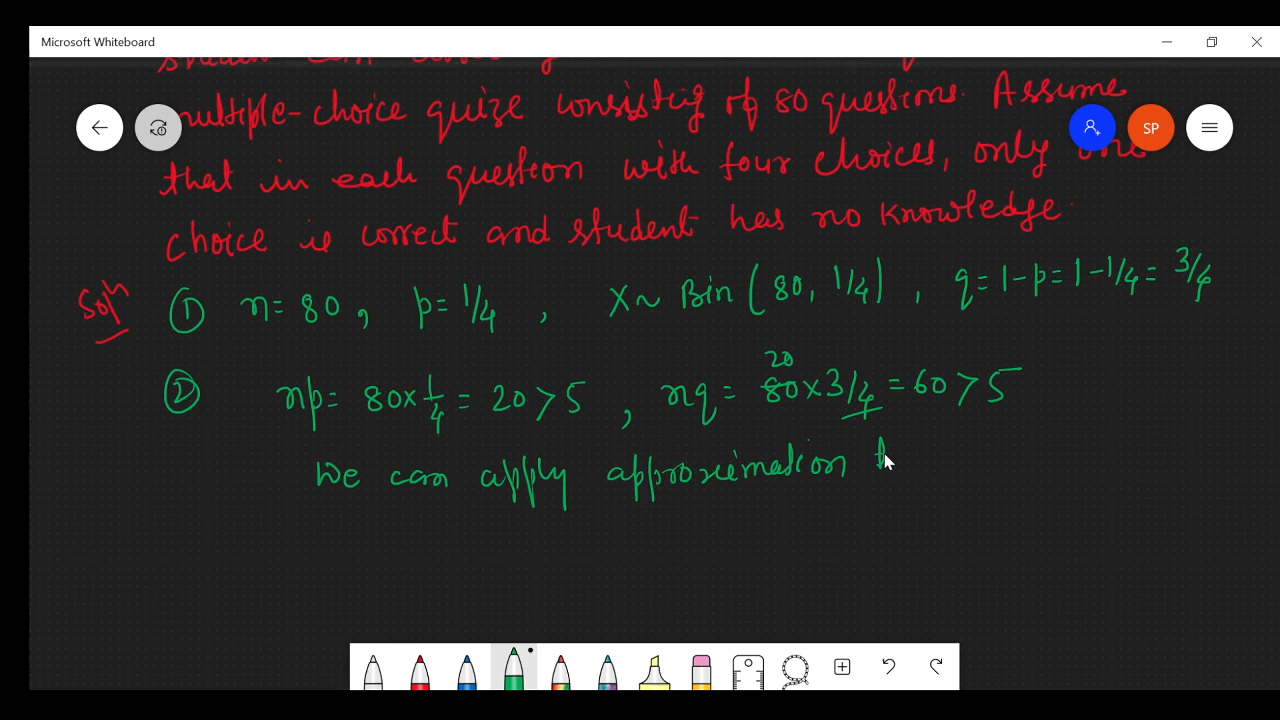 Microsoft Whiteboard
multiple-choice quize consistig of 80 questions. Assume
SP
that in each question with four choices, only one
choice is correct and student has no knowledge.
Solⁿ ① n = 80, p = 1/4, X ~ Bin (80, 1/4), q = 1 - p = 1 - 1/4 = 3/4
20
② np = 80 × 1/4 = 20 > 5, nq = 80 × 3/4 = 60 > 5
We can apply approximation